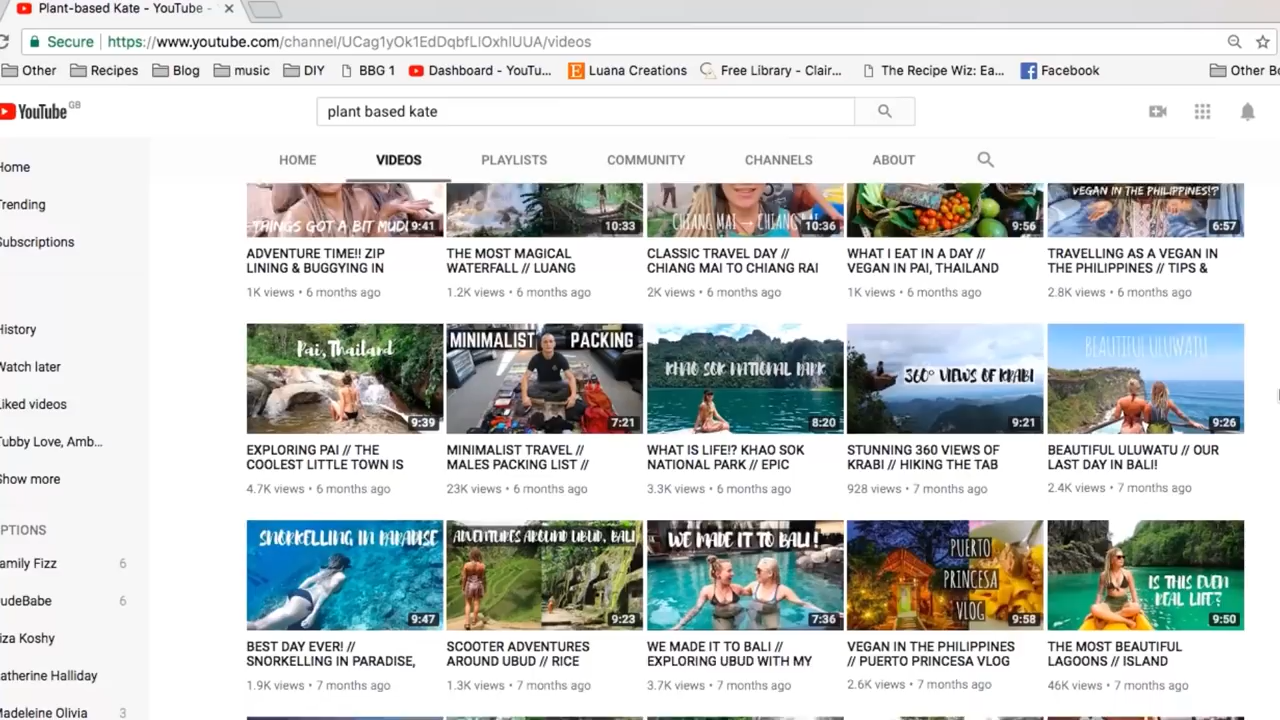 Plant-based Kate - YouTube -
Secure https://www.youtube.com/channel/UCag1yOk1EdDqbfLlOxhlUUA/videos
Other Recipes Blog music DIY BBG 1 Dashboard - YouTu... Luana Creations Free Library - Clair... The Recipe Wiz: Ea... Facebook Other Bo
YouTube GB
plant based kate
HOME VIDEOS PLAYLISTS COMMUNITY CHANNELS ABOUT
Home
Trending
Subscriptions
History
Watch later
Liked videos
Tubby Love, Amb...
Show more
PTIONS
amily Fizz 6
udeBabe 6
iza Koshy
atherine Halliday
Madeleine Olivia 3
THINGS GOT A BIT MUD 9:41
10:33
CHIANG MAI → CHIANG 10:36
9:56
VEGAN IN THE PHILIPPINES!? 6:57
ADVENTURE TIME!! ZIP
LINING & BUGGYING IN
1K views • 6 months ago
THE MOST MAGICAL
WATERFALL // LUANG
1.2K views • 6 months ago
CLASSIC TRAVEL DAY //
CHIANG MAI TO CHIANG RAI
2K views • 6 months ago
WHAT I EAT IN A DAY //
VEGAN IN PAI, THAILAND
1K views • 6 months ago
TRAVELLING AS A VEGAN IN
THE PHILIPPINES // TIPS &
2.8K views • 6 months ago
Pai, Thailand
9:39
EXPLORING PAI // THE
COOLEST LITTLE TOWN IS
4.7K views • 6 months ago
MINIMALIST PACKING
7:21
MINIMALIST TRAVEL //
MALES PACKING LIST //
23K views • 6 months ago
KHAO SOK NATIONAL PARK
8:20
WHAT IS LIFE!? KHAO SOK
NATIONAL PARK // EPIC
3.3K views • 6 months ago
360° VIEWS OF KRABI
9:21
STUNNING 360 VIEWS OF
KRABI // HIKING THE TAB
928 views • 7 months ago
BEAUTIFUL ULUWATU
9:26
BEAUTIFUL ULUWATU // OUR
LAST DAY IN BALI!
2.4K views • 7 months ago
SNORKELLING IN PARADISE
9:47
BEST DAY EVER! //
SNORKELLING IN PARADISE,
1.9K views • 7 months ago
ADVENTURES AROUND UBUD, BALI
9:23
SCOOTER ADVENTURES
AROUND UBUD // RICE
1.3K views • 7 months ago
WE MADE IT TO BALI!
7:36
WE MADE IT TO BALI //
EXPLORING UBUD WITH MY
3.7K views • 7 months ago
PUERTO
PRINCESA
VLOG
9:58
VEGAN IN THE PHILIPPINES
// PUERTO PRINCESA VLOG
2.6K views • 7 months ago
IS THIS EVEN
REAL LIFE?
9:50
THE MOST BEAUTIFUL
LAGOONS // ISLAND
46K views • 7 months ago